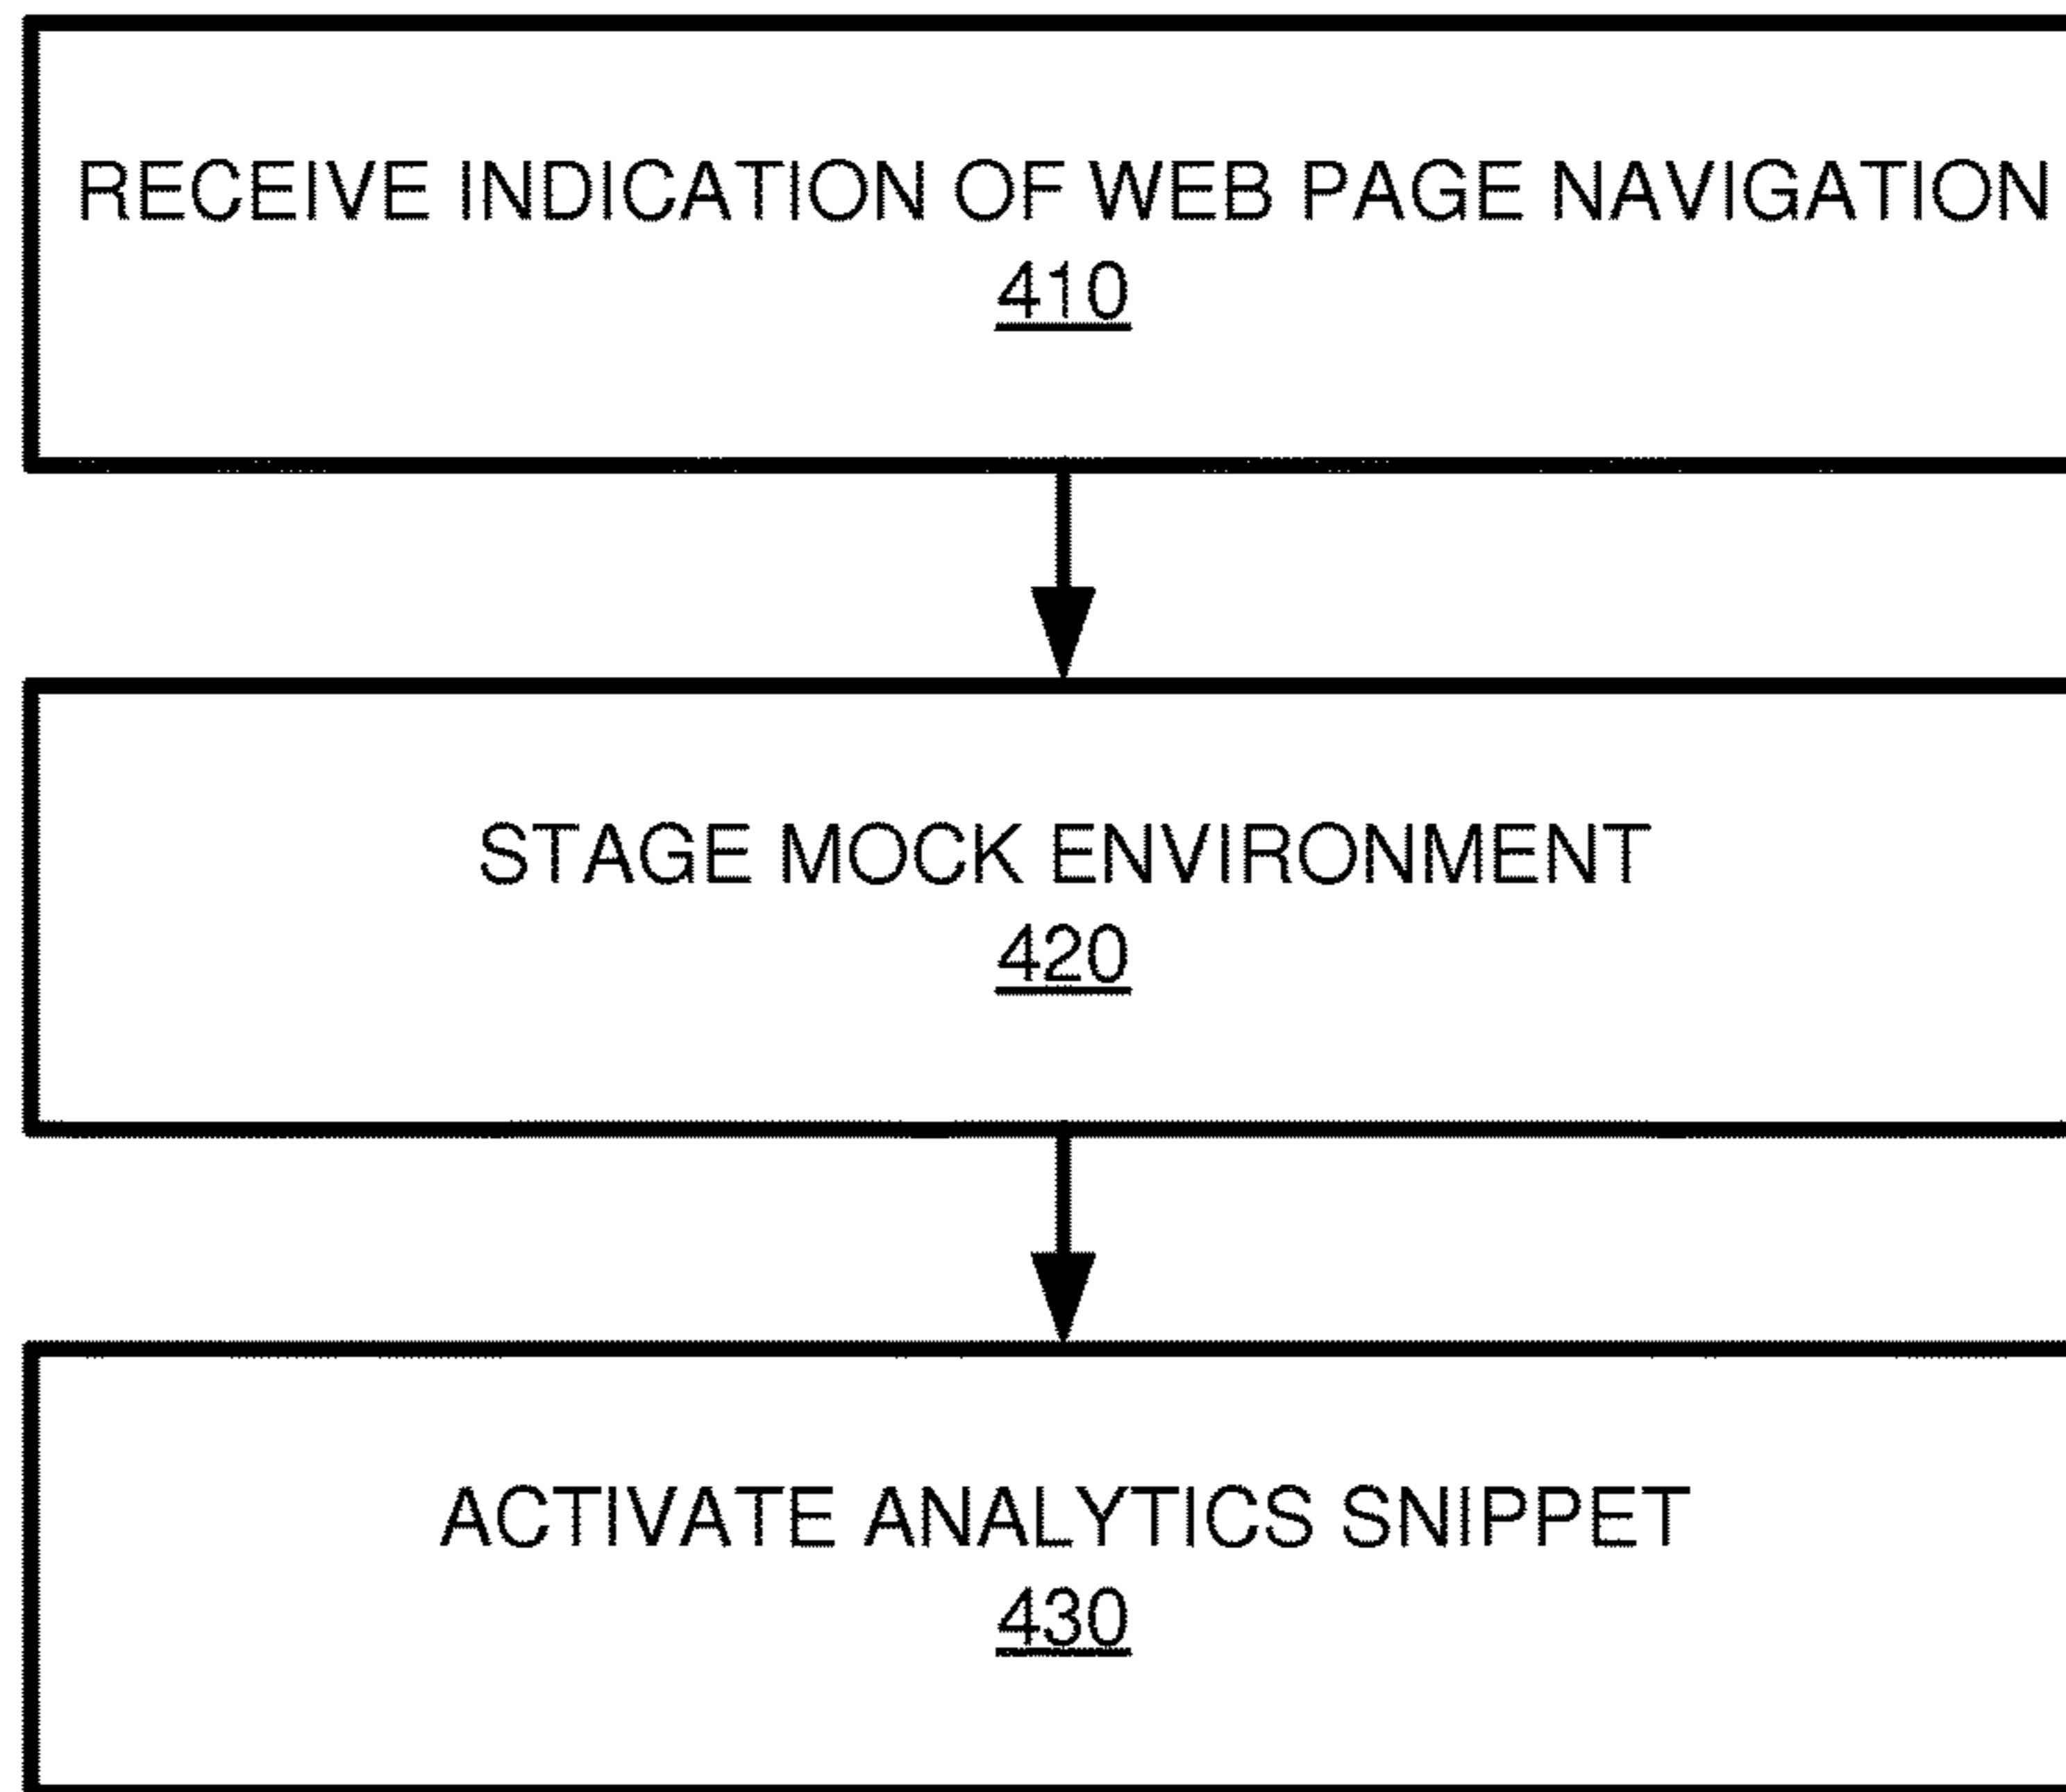 RECEIVE INDICATION OF WEB PAGE NAVIGATION
410
STAGE MOCK ENVIRONMENT
420
ACTIVATE ANALYTICS SNIPPET
430